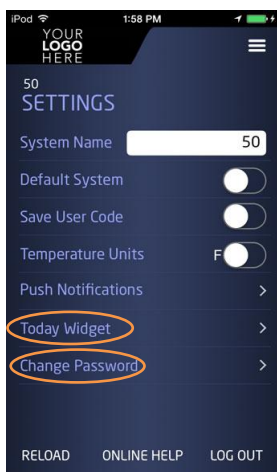 iPod 1:58 PM
YOUR
LOGO
HERE
50
SETTINGS
System Name 50
Default System
Save User Code
Temperature Units F
Push Notifications >
Today Widget >
Change Password >
RELOAD ONLINE HELP LOG OUT